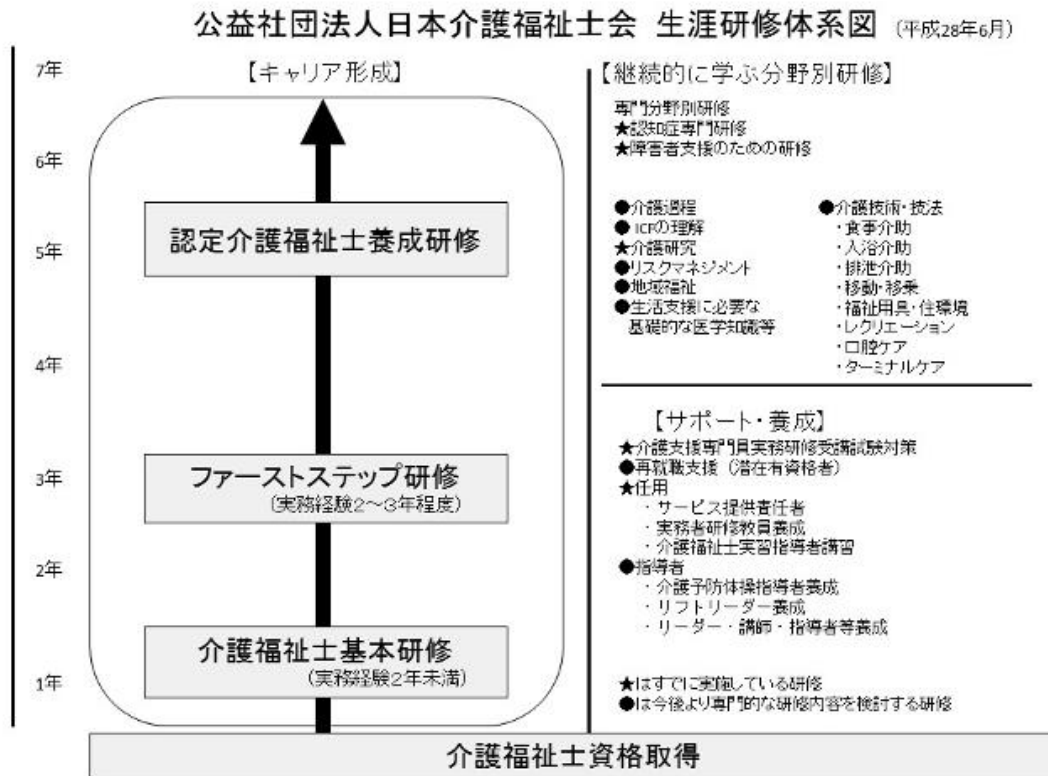 公益社団法人日本介護福祉士会 生涯研修体系図 (平成28年6月)
7年
6年
5年
4年
3年
2年
1年
【キャリア形成】
認定介護福祉士養成研修
ファーストステップ研修
(実務経験2~3年程度)
介護福祉士基本研修
(実務経験2年未満)
介護福祉士資格取得
【継続的に学ぶ分野別研修】
専門分野別研修
★認知症専門研修
★障害者支援のための研修
●介護過程
●ICFの理解
★介護研究
●リスクマネジメント
●地域福祉
●生活支援に必要な
基礎的な医学知識等
●介護技術・技法
・食事介助
・入浴介助
・排泄介助
・移動・移乗
・福祉用具・住環境
・レクリエーション
・口腔ケア
・ターミナルケア
【サポート・養成】
★介護支援専門員実務研修受講試験対策
●再就職支援(潜在有資格者)
★任用
・サービス提供責任者
・実務者研修教員養成
・介護福祉士実習指導者講習
●指導者
・介護予防体操指導者養成
・リフトリーダー養成
・リーダー・講師・指導者等養成
★はすでに実施している研修
●は今後より専門的な研修内容を検討する研修